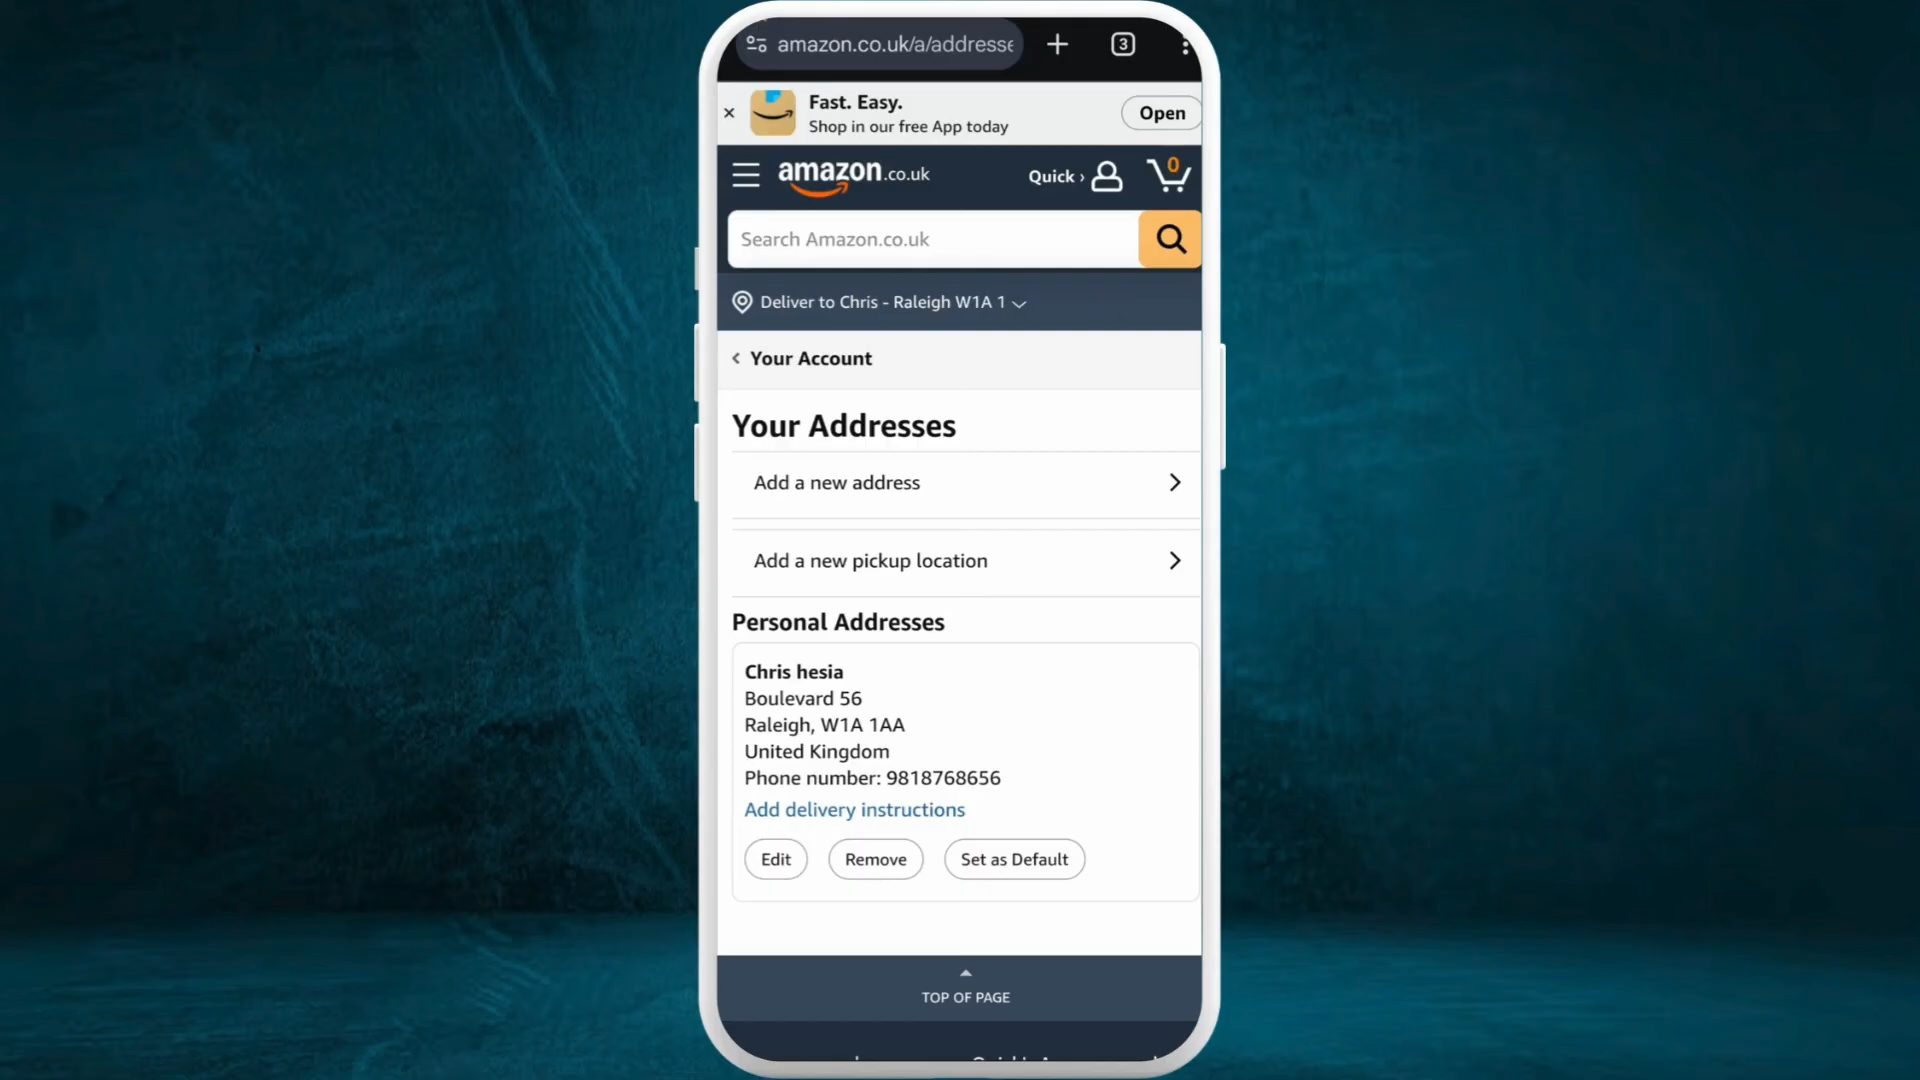 amazon.co.uk/a/addresse
3
Fast. Easy.
Shop in our free App today
Open
amazon.co.uk
Quick ›
0
Search Amazon.co.uk
Deliver to Chris - Raleigh W1A 1
Your Account
Your Addresses
Add a new address
Add a new pickup location
Personal Addresses
Chris hesia
Boulevard 56
Raleigh, W1A 1AA
United Kingdom
Phone number: 9818768656
Add delivery instructions
Edit
Remove
Set as Default
TOP OF PAGE